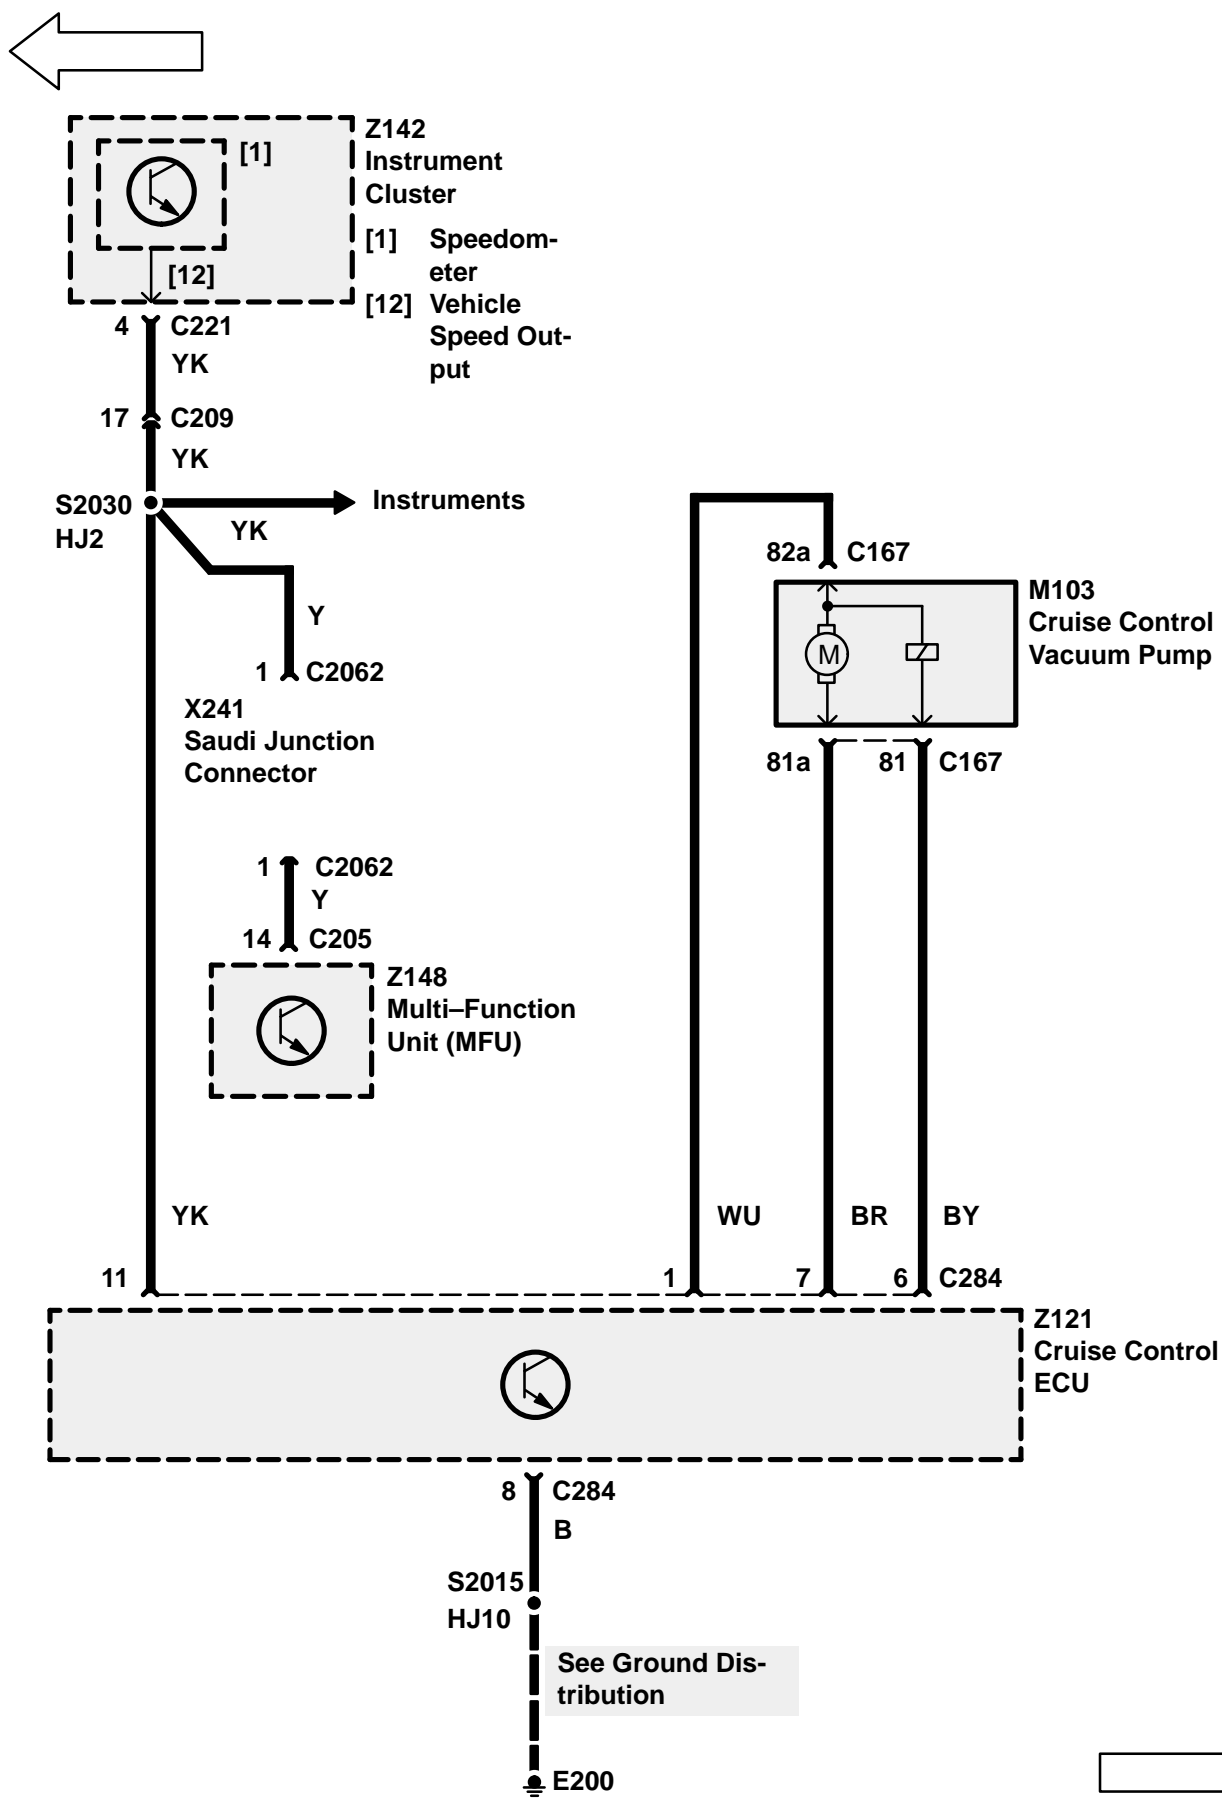 Z142
Instrument
Cluster
[1]
[1] Speedom-
eter
[12]
[12] Vehicle
Speed Out-
put
4 C221
YK
17 C209
YK
S2030
HJ2
Instruments
YK
Y
1 C2062
X241
Saudi Junction
Connector
82a C167
M103
Cruise Control
Vacuum Pump
M
81a 81 C167
1 C2062
Y
14 C205
Z148
Multi–Function
Unit (MFU)
YK WU BR BY
11 1 7 6 C284
Z121
Cruise Control
ECU
8 C284
B
S2015
HJ10
See Ground Dis-
tribution
E200